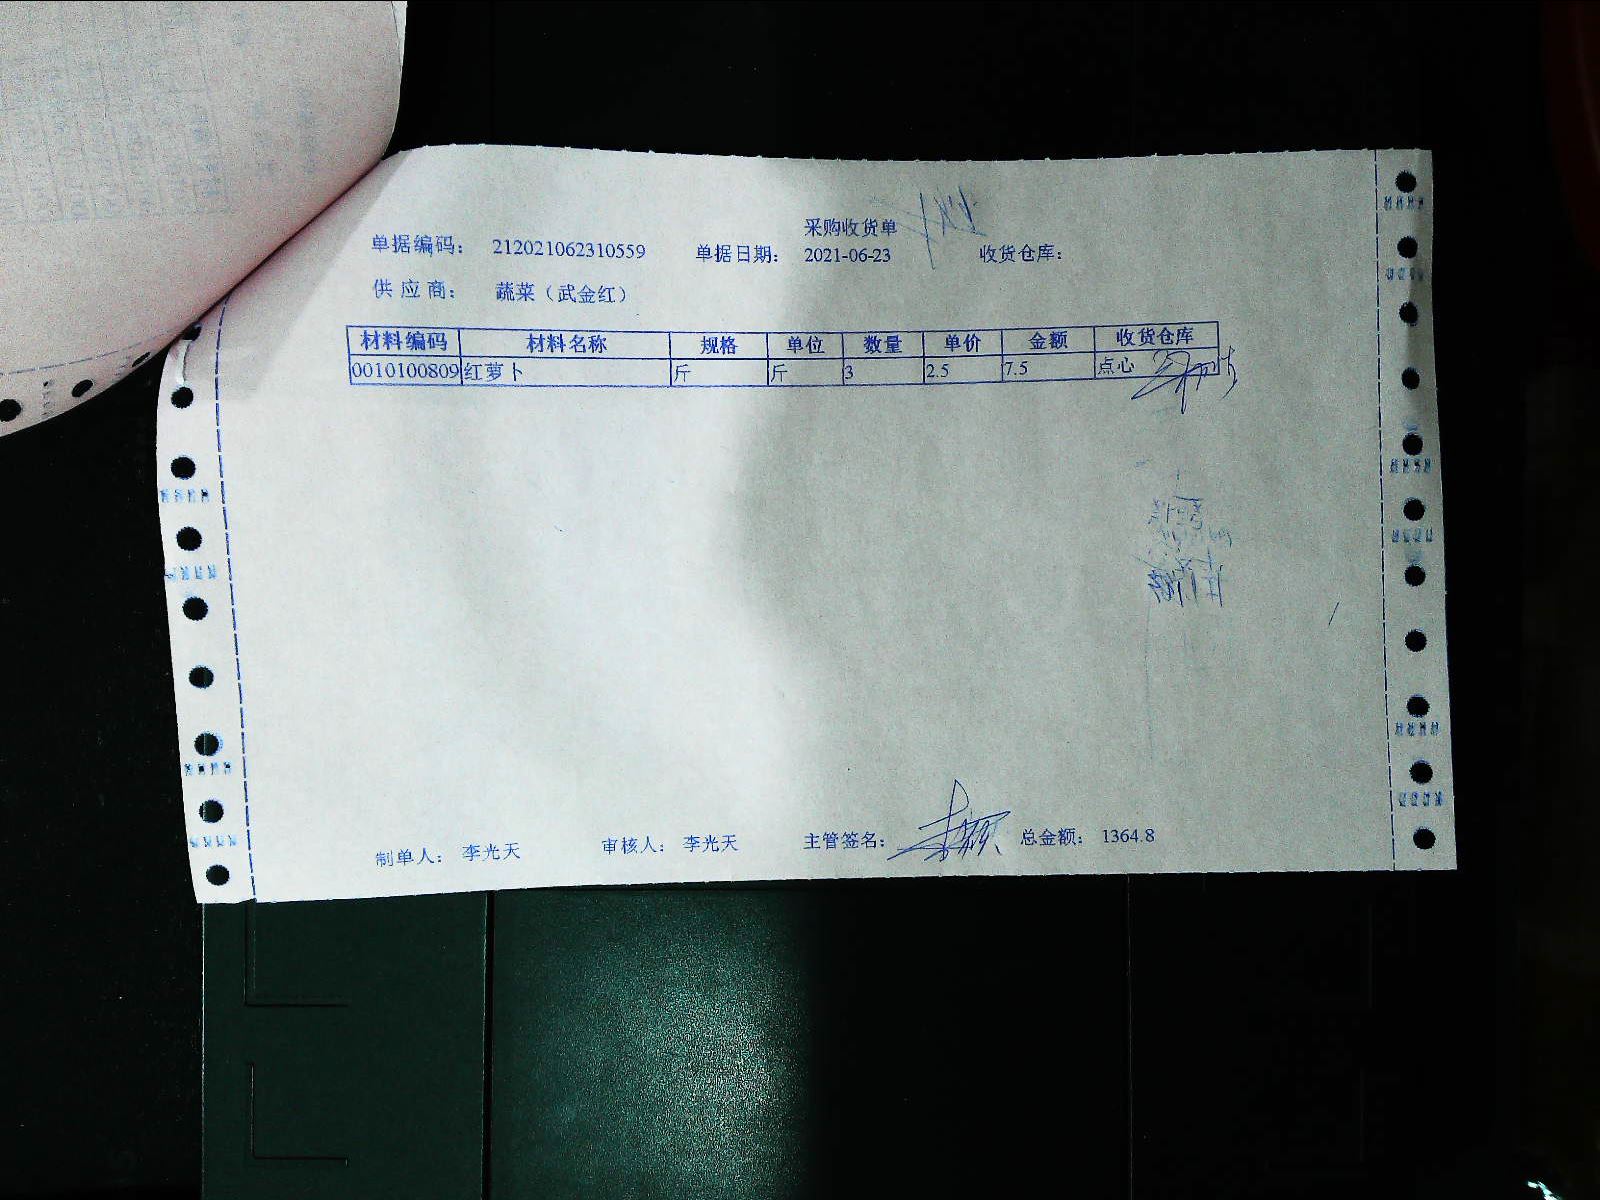 采购收货单
单据编码： 212021062310559 单据日期： 2021-06-23 收货仓库：
供 应 商： 蔬菜（武金红）
材料编码 材料名称 规格 单位 数量 单价 金额 收货仓库
0010100809 红萝卜 斤 斤 3 2.5 7.5 点心
制单人： 李光天 审核人： 李光天 主管签名： 总金额： 1364.8